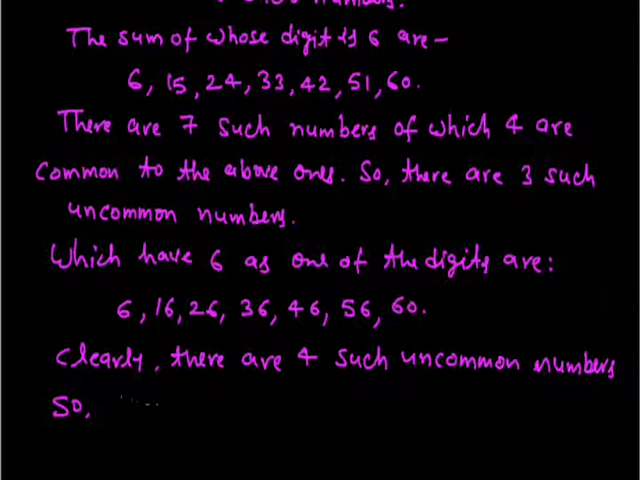 The sum of whose digit is 6 are –
6, 15, 24, 33, 42, 51, 60.
There are 7 such numbers of which 4 are
common to the above ones. So, there are 3 such
uncommon numbers.
Which have 6 as one of the digits are:
6, 16, 26, 36, 46, 56, 60.
Clearly, there are 4 such uncommon numbers
So,